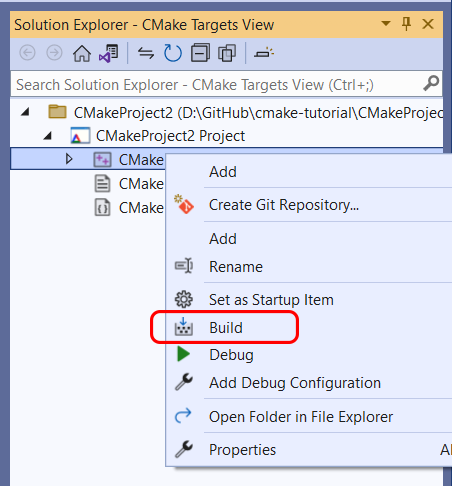 Solution Explorer - CMake Targets View
Search Solution Explorer - CMake Targets View (Ctrl+;)
CMakeProject2 (D:\GitHub\cmake-tutorial\CMakeProjec
CMakeProject2 Project
CMake
CMake
CMake
Add
Create Git Repository...
Add
Rename
Set as Startup Item
Build
Debug
Add Debug Configuration
Open Folder in File Explorer
Properties